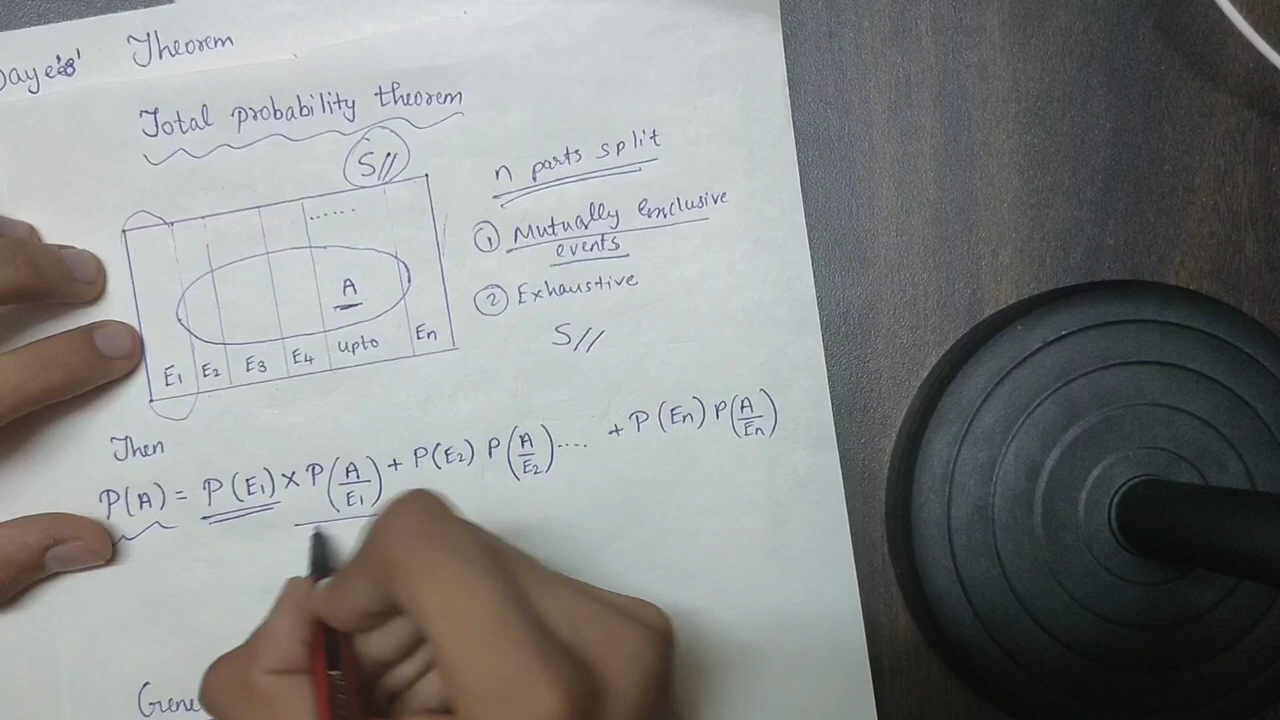 Baye's' Theorem
Total probability theorem
S//
......
A
E1 E2 E3 E4 upto En
n parts split
① Mutually exclusive
events
② Exhaustive
S//
Then
P(A) = P(E1) × P(A/E1) + P(E2) P(A/E2) .... + P(En) P(A/En)